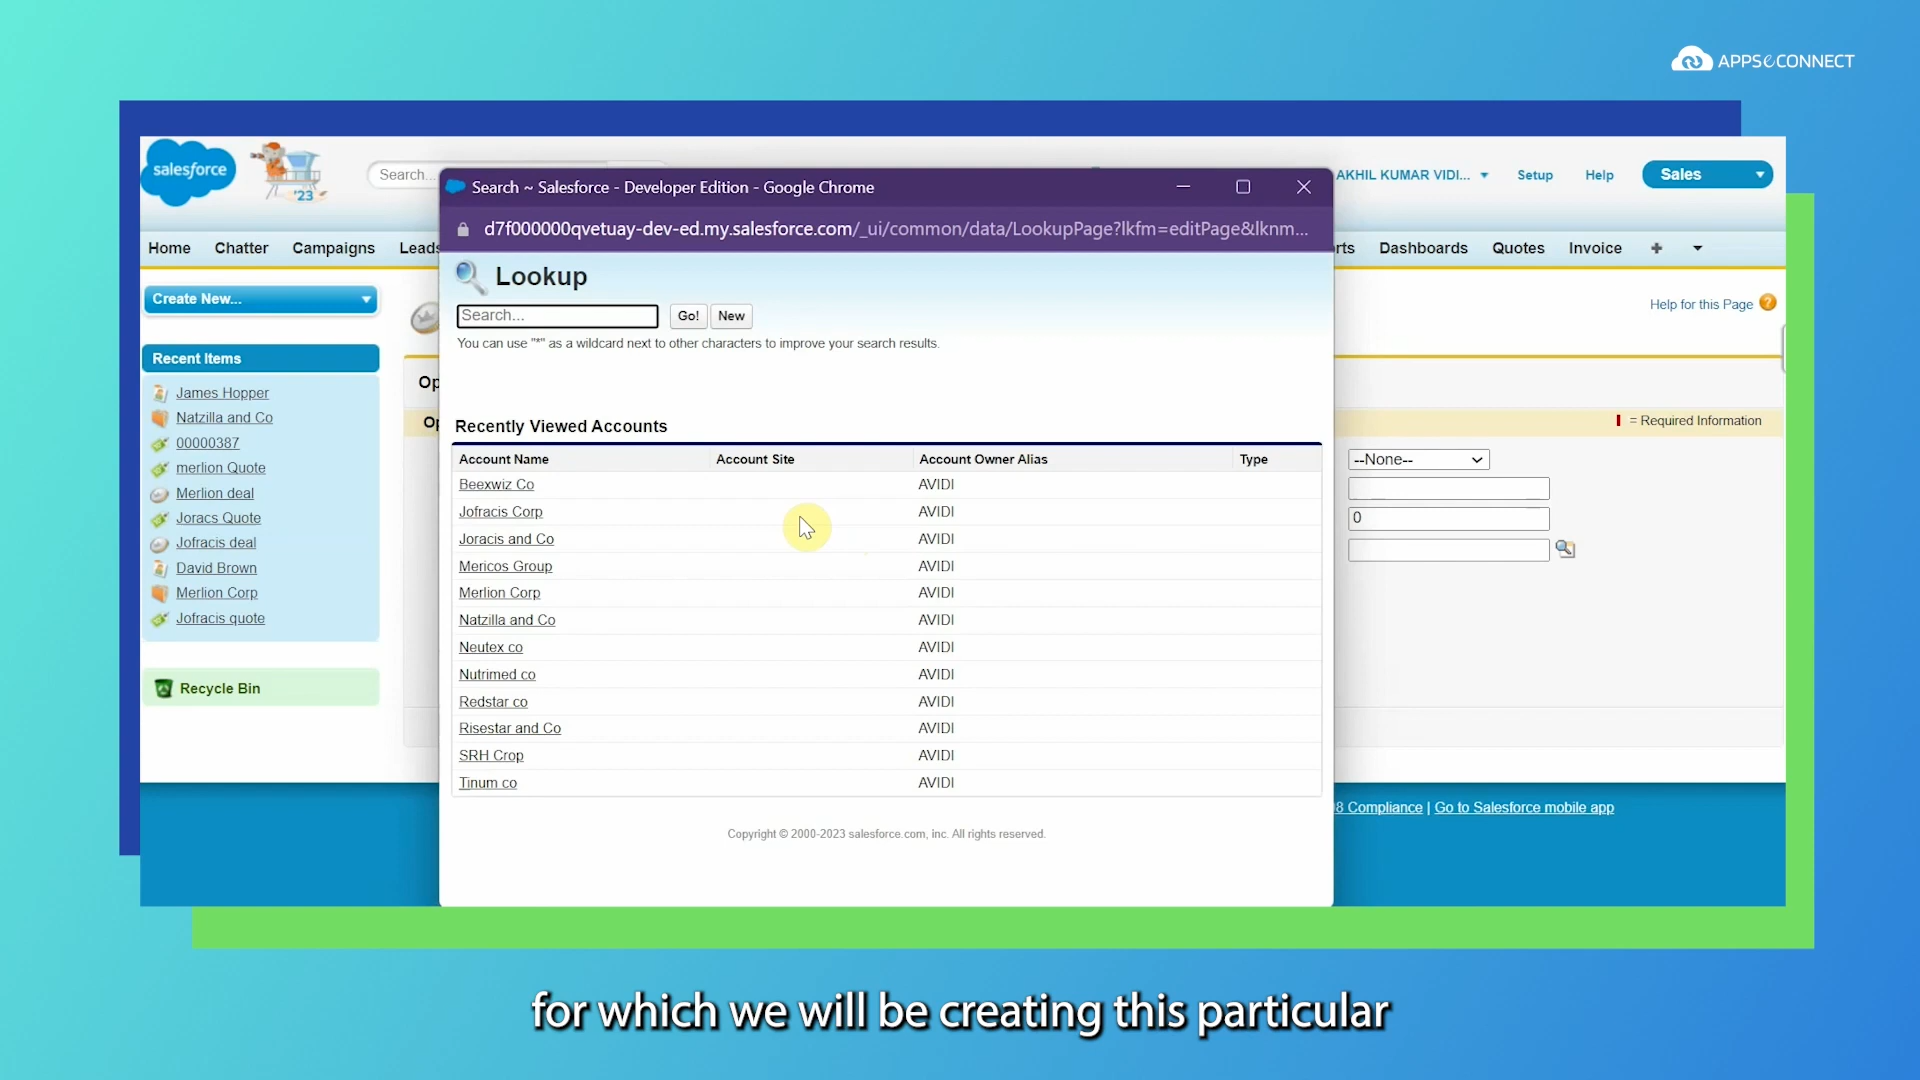 APPSeCONNECT
salesforce
'23
Search...
AKHIL KUMAR VIDI...
Setup
Help
Sales
Search ~ Salesforce - Developer Edition - Google Chrome
d7f000000qvetuay-dev-ed.my.salesforce.com/_ui/common/data/LookupPage?lkfm=editPage&lknm...
Home Chatter Campaigns Leads
rts Dashboards Quotes Invoice +
Create New...
Recent Items
James Hopper
Natzilla and Co
00000387
merlion Quote
Merlion deal
Joracs Quote
Jofracis deal
David Brown
Merlion Corp
Jofracis quote
Recycle Bin
Op
Op
Lookup
Search... Go! New
You can use "*" as a wildcard next to other characters to improve your search results.
Recently Viewed Accounts
Account Name Account Site Account Owner Alias Type
Beexwiz Co AVIDI
Jofracis Corp AVIDI
Joracis and Co AVIDI
Mericos Group AVIDI
Merlion Corp AVIDI
Natzilla and Co AVIDI
Neutex co AVIDI
Nutrimed co AVIDI
Redstar co AVIDI
Risestar and Co AVIDI
SRH Crop AVIDI
Tinum co AVIDI
Copyright © 2000-2023 salesforce.com, inc. All rights reserved.
Help for this Page ?
= Required Information
--None--
0
8 Compliance | Go to Salesforce mobile app
for which we will be creating this particular